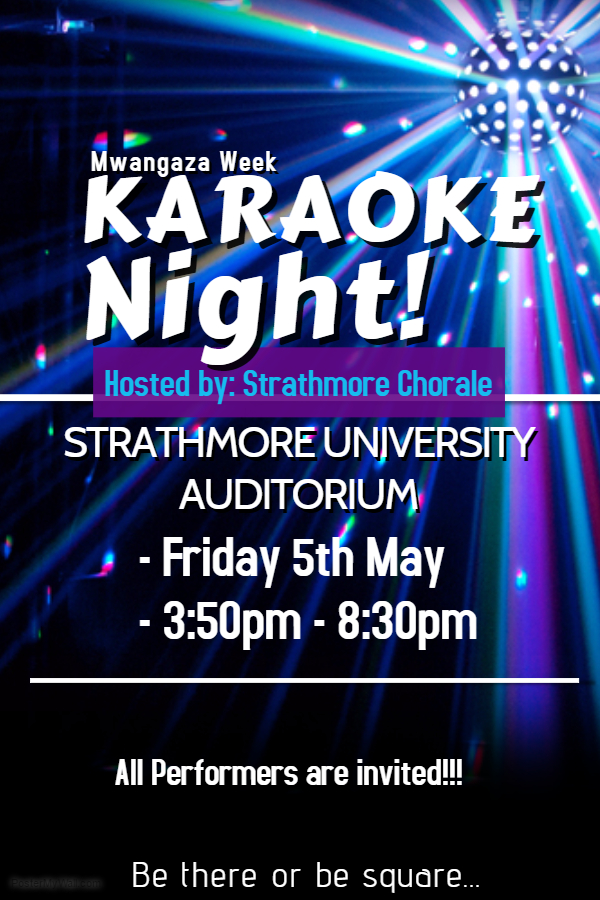 Mwangaza Week
KARAOKE
Night!
Hosted by: Strathmore Chorale
STRATHMORE UNIVERSITY
AUDITORIUM
- Friday 5th May
- 3:50pm - 8:30pm
All Performers are invited!!!
Be there or be square...